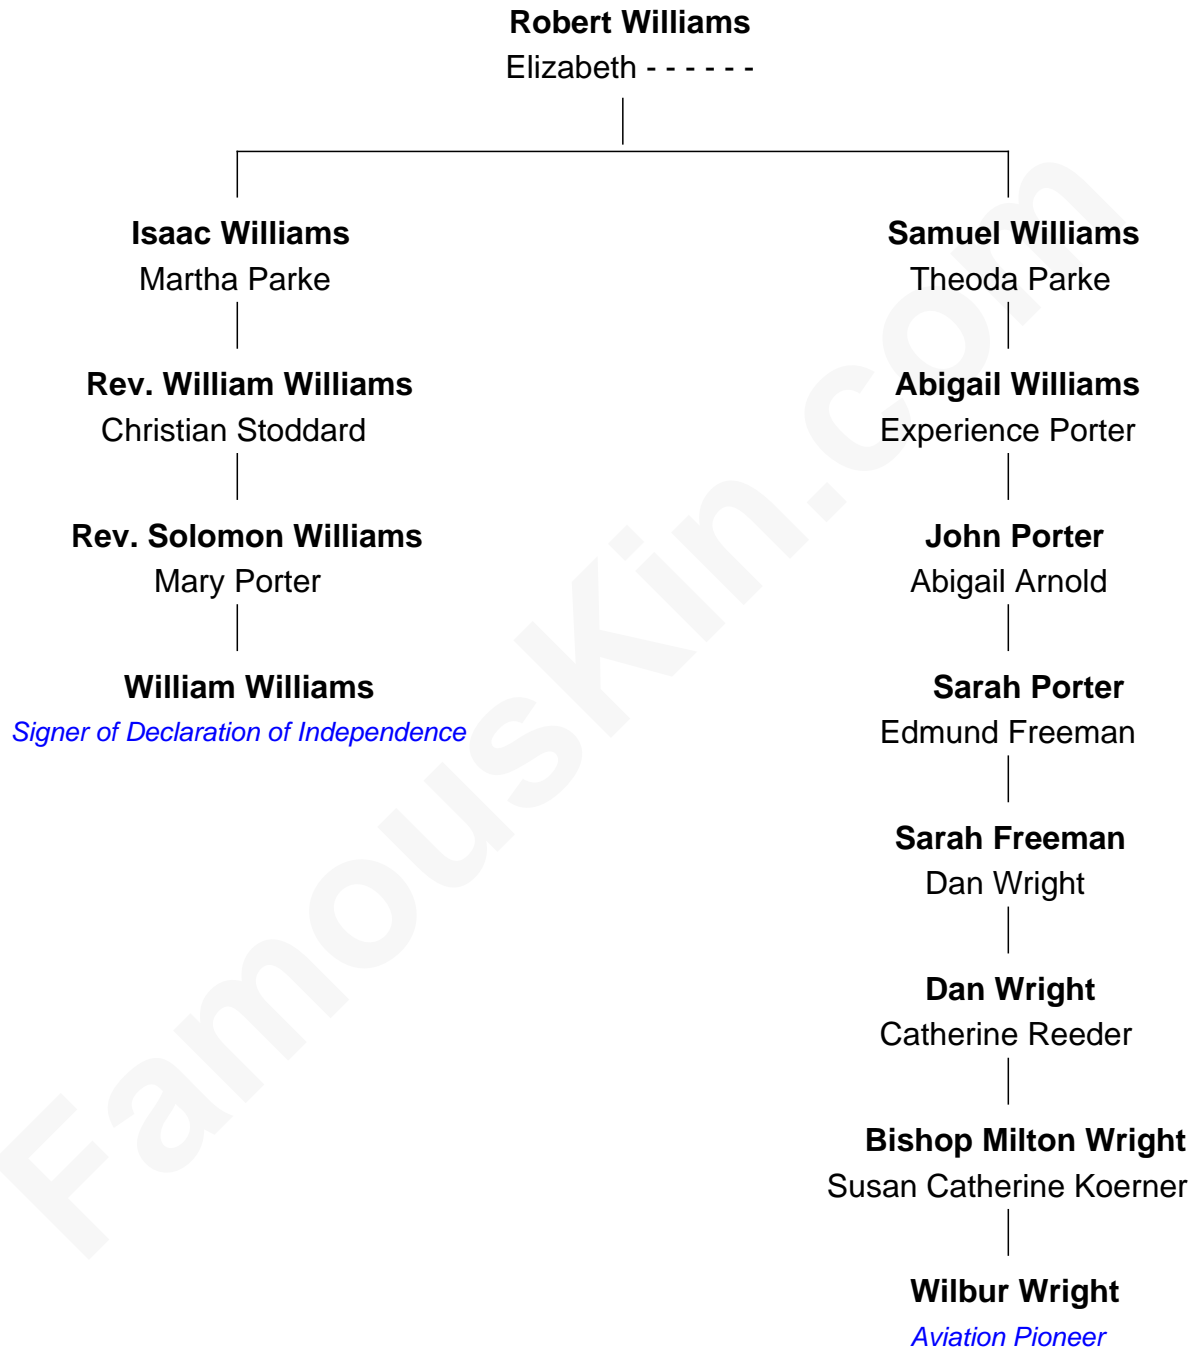 Robert Williams
Elizabeth - - - - - -
Isaac Williams
Martha Parke
Rev. William Williams
Christian Stoddard
Rev. Solomon Williams
Mary Porter
William Williams
Signer of Declaration of Independence
Samuel Williams
Theoda Parke
Abigail Williams
Experience Porter
John Porter
Abigail Arnold
Sarah Porter
Edmund Freeman
Sarah Freeman
Dan Wright
Dan Wright
Catherine Reeder
Bishop Milton Wright
Susan Catherine Koerner
Wilbur Wright
Aviation Pioneer
FamousKin.com